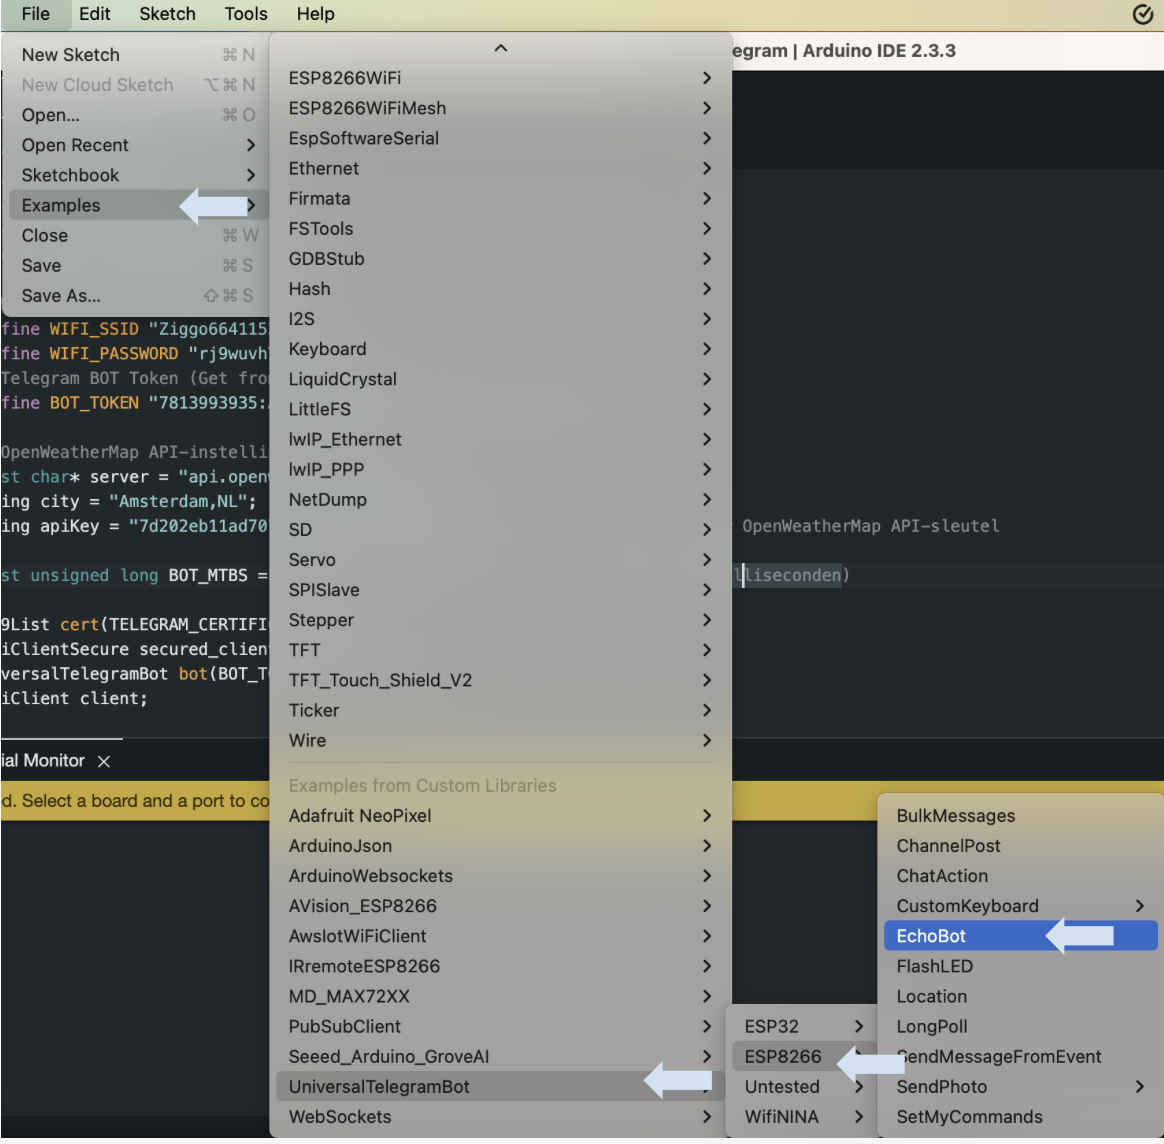 File Edit Sketch Tools Help
egram | Arduino IDE 2.3.3
New Sketch ⌘ N
New Cloud Sketch ⌥ ⌘ N
Open... ⌘ O
Open Recent
Sketchbook
Examples
Close ⌘ W
Save ⌘ S
Save As... ⇧ ⌘ S
ESP8266WiFi
ESP8266WiFiMesh
EspSoftwareSerial
Ethernet
Firmata
FSTools
GDBStub
Hash
I2S
Keyboard
LiquidCrystal
LittleFS
lwIP_Ethernet
lwIP_PPP
NetDump
SD
Servo
SPISlave
Stepper
TFT
TFT_Touch_Shield_V2
Ticker
Wire
Examples from Custom Libraries
Adafruit NeoPixel
ArduinoJson
ArduinoWebsockets
AVision_ESP8266
AwsIotWiFiClient
IRremoteESP8266
MD_MAX72XX
PubSubClient
Seeed_Arduino_GroveAI
UniversalTelegramBot
WebSockets
ESP32
ESP8266
Untested
WifiNINA
BulkMessages
ChannelPost
ChatAction
CustomKeyboard
EchoBot
FlashLED
Location
LongPoll
SendMessageFromEvent
SendPhoto
SetMyCommands
fine WIFI_SSID "Ziggo664115
fine WIFI_PASSWORD "rj9wuvh
Telegram BOT Token (Get fro
fine BOT_TOKEN "7813993935:
OpenWeatherMap API-instelli
st char* server = "api.open
ing city = "Amsterdam,NL";
ing apiKey = "7d202eb11ad70 OpenWeatherMap API-sleutel
st unsigned long BOT_MTBS = lliseconden)
9List cert(TELEGRAM_CERTIFI
iClientSecure secured_clien
versalTelegramBot bot(BOT_T
iClient client;
ial Monitor
d. Select a board and a port to co